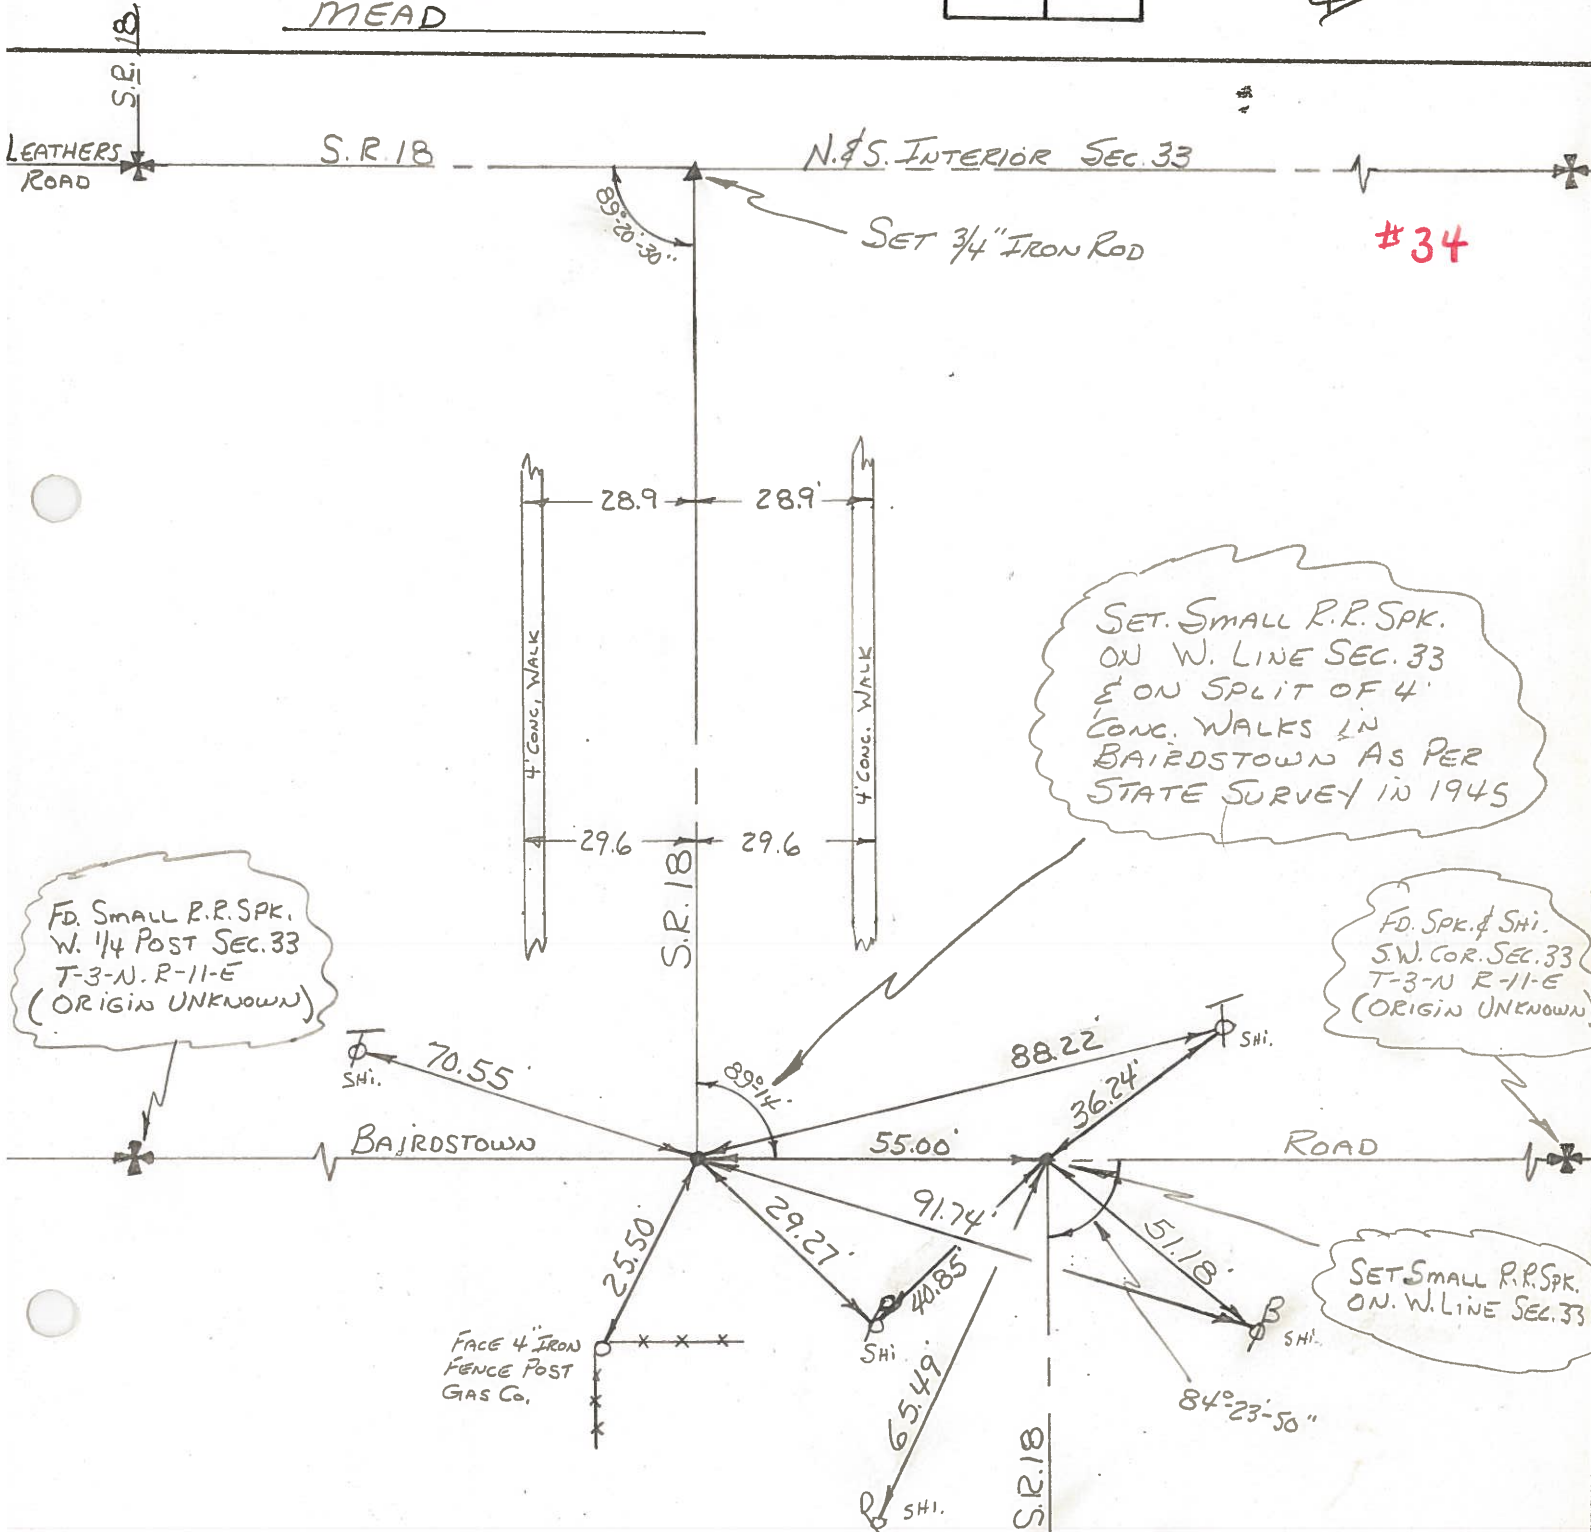 MEAD
S.R. 18
LEATHERS
ROAD
S.R. 18
N.&S. INTERIOR SEC. 33
89°-20'-30"
SET 3/4" IRON ROD
#34
28.9
28.9'
4' CONC. WALK
4' CONC. WALK
29.6
29.6
S.R. 18
SET. SMALL R.R. SPK.
ON W. LINE SEC. 33
& ON SPLIT OF 4'
CONC. WALKS IN
BAIRDSTOWN AS PER
STATE SURVEY IN 1945
FD. SMALL R.R. SPK.
W. 1/4 POST SEC. 33
T-3-N. R-11-E
(ORIGIN UNKNOWN)
FD. SPK. & SHI.
S.W. COR. SEC. 33
T-3-N R-11-E
(ORIGIN UNKNOWN)
SHI.
70.55'
88.22'
SHI.
36.24'
89°14'
BAIRDSTOWN
55.00'
ROAD
25.50'
29.27'
91.74'
40.85
51.18'
65.49'
SET SMALL R.R. SPK.
ON. W. LINE SEC. 33
FACE 4" IRON
FENCE POST
GAS CO.
SHI.
SHI.
84°-23'-50"
S.R. 18
SHI.